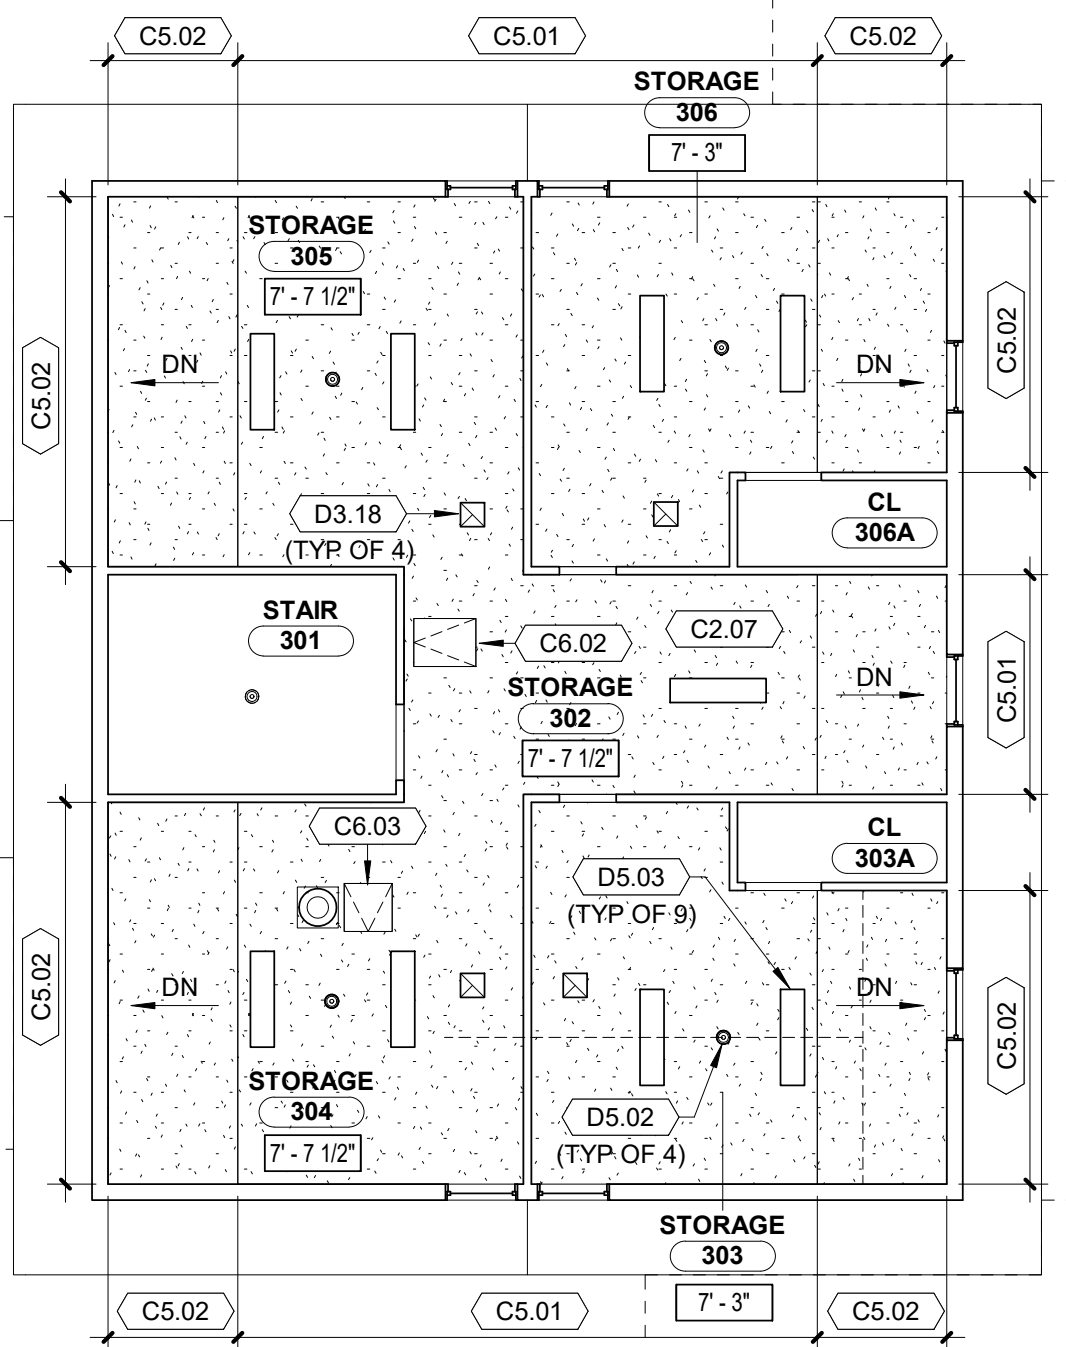 C5.02
C5.01
C5.02
STORAGE
306
7' - 3"
STORAGE
305
7' - 7 1/2"
C5.02
DN
DN
C5.02
D3.18
(TYP OF 4)
CL
306A
STAIR
301
C6.02
C2.07
STORAGE
302
7' - 7 1/2"
DN
C5.01
C6.03
CL
303A
D5.03
(TYP OF 9)
C5.02
DN
DN
C5.02
STORAGE
304
7' - 7 1/2"
D5.02
(TYP OF 4)
STORAGE
303
7' - 3"
C5.02
C5.01
C5.02